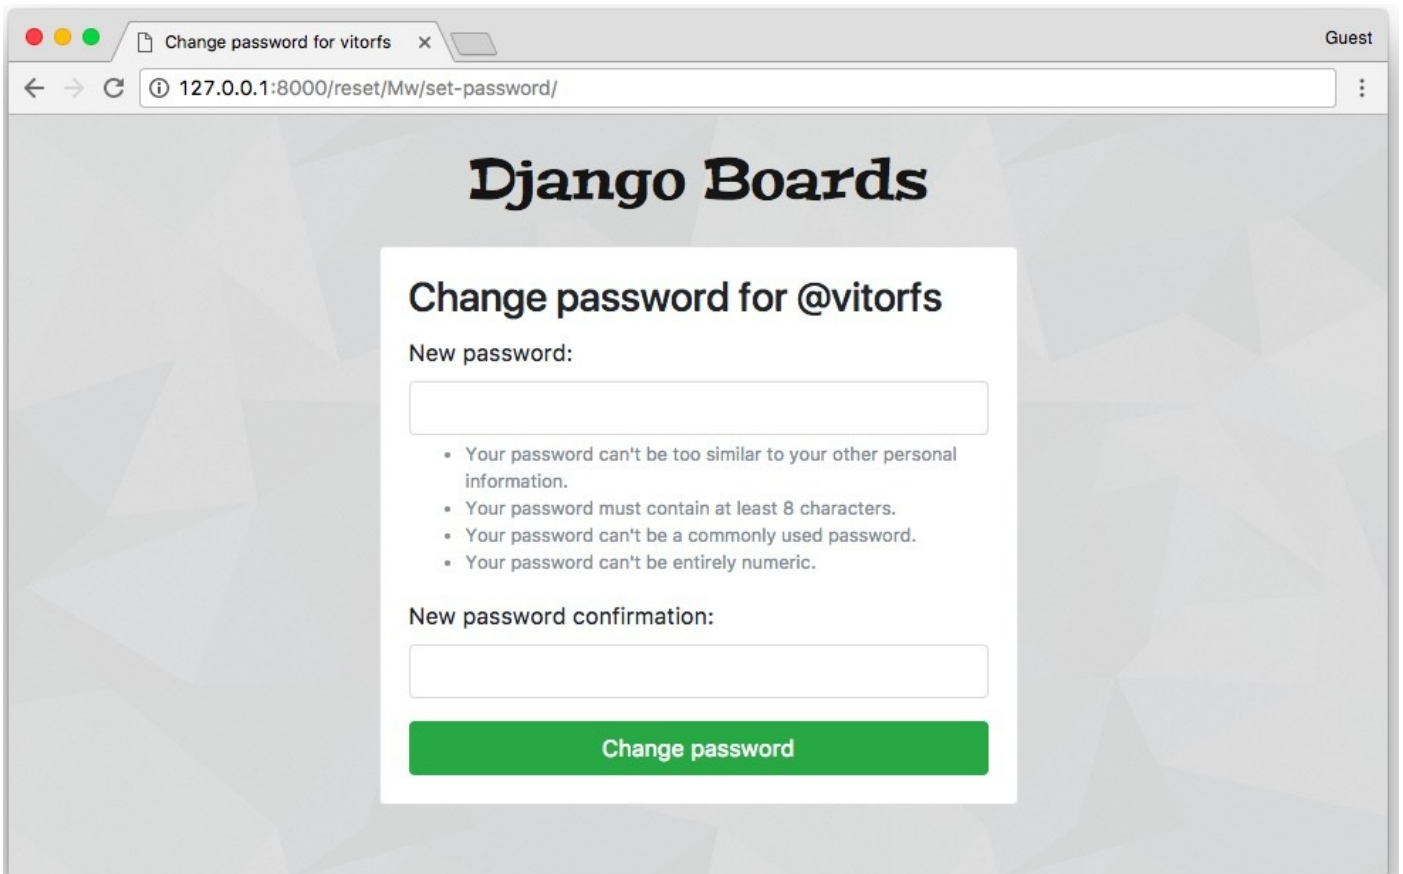 Change password for vitorfs
Guest
127.0.0.1:8000/reset/Mw/set-password/
Django Boards
Change password for @vitorfs
New password:
Your password can't be too similar to your other personal
information.
Your password must contain at least 8 characters.
Your password can't be a commonly used password.
Your password can't be entirely numeric.
New password confirmation:
Change password